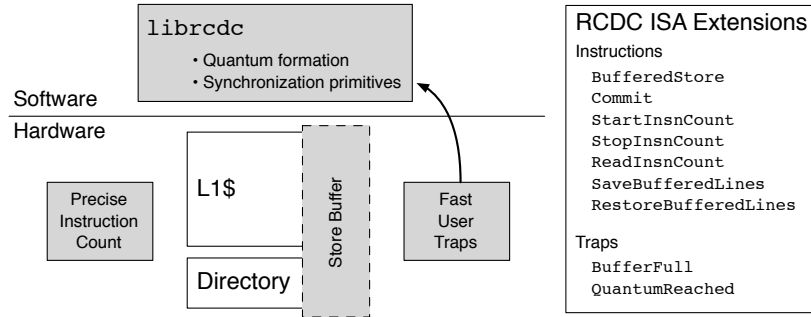 librcdc
• Quantum formation
• Synchronization primitives
Software
Hardware
L1$
Directory
Store Buffer
Precise
Instruction
Count
Fast
User
Traps
RCDC ISA Extensions
Instructions
BufferedStore
Commit
StartInsnCount
StopInsnCount
ReadInsnCount
SaveBufferedLines
RestoreBufferedLines
Traps
BufferFull
QuantumReached